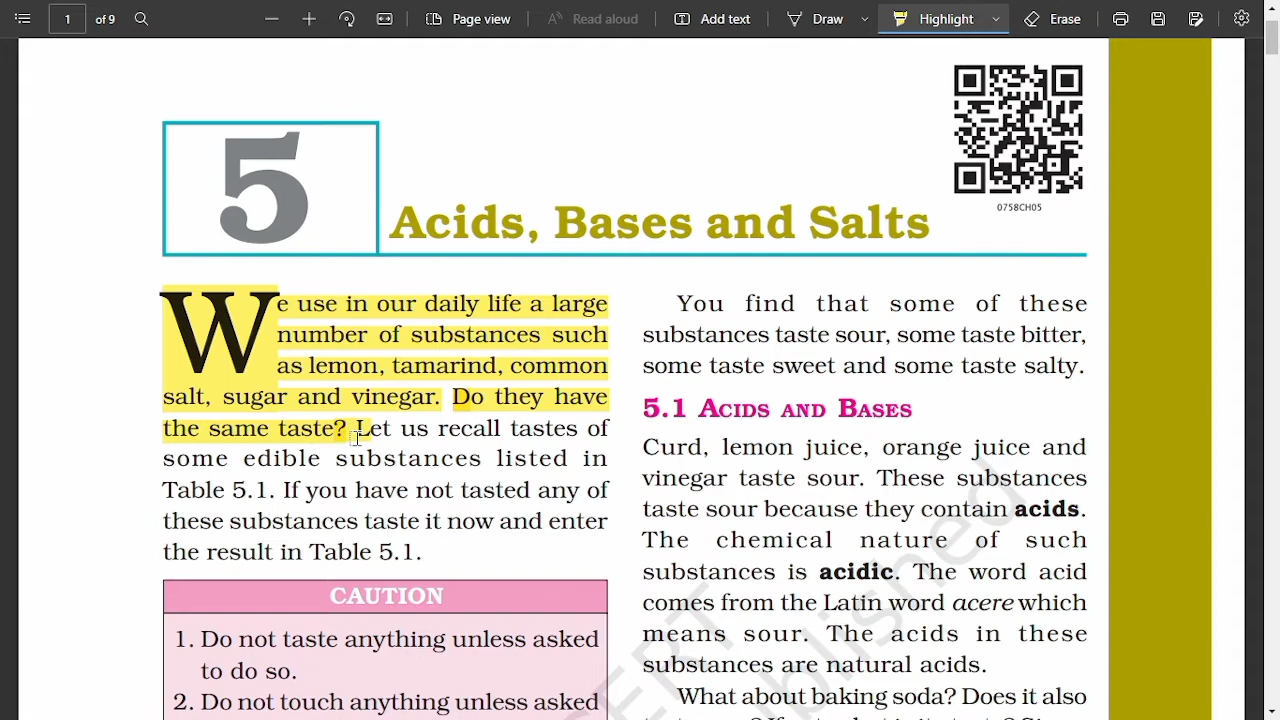 1 of 9
Page view
Read aloud
Add text
Draw
Highlight
Erase
0758CH05
5
Acids, Bases and Salts
We use in our daily life a large
number of substances such
as lemon, tamarind, common
salt, sugar and vinegar. Do they have
the same taste? Let us recall tastes of
some edible substances listed in
Table 5.1. If you have not tasted any of
these substances taste it now and enter
the result in Table 5.1.
CAUTION
1. Do not taste anything unless asked
to do so.
2. Do not touch anything unless asked
You find that some of these
substances taste sour, some taste bitter,
some taste sweet and some taste salty.
5.1 ACIDS AND BASES
Curd, lemon juice, orange juice and
vinegar taste sour. These substances
taste sour because they contain acids.
The chemical nature of such
substances is acidic. The word acid
comes from the Latin word acere which
means sour. The acids in these
substances are natural acids.
What about baking soda? Does it also